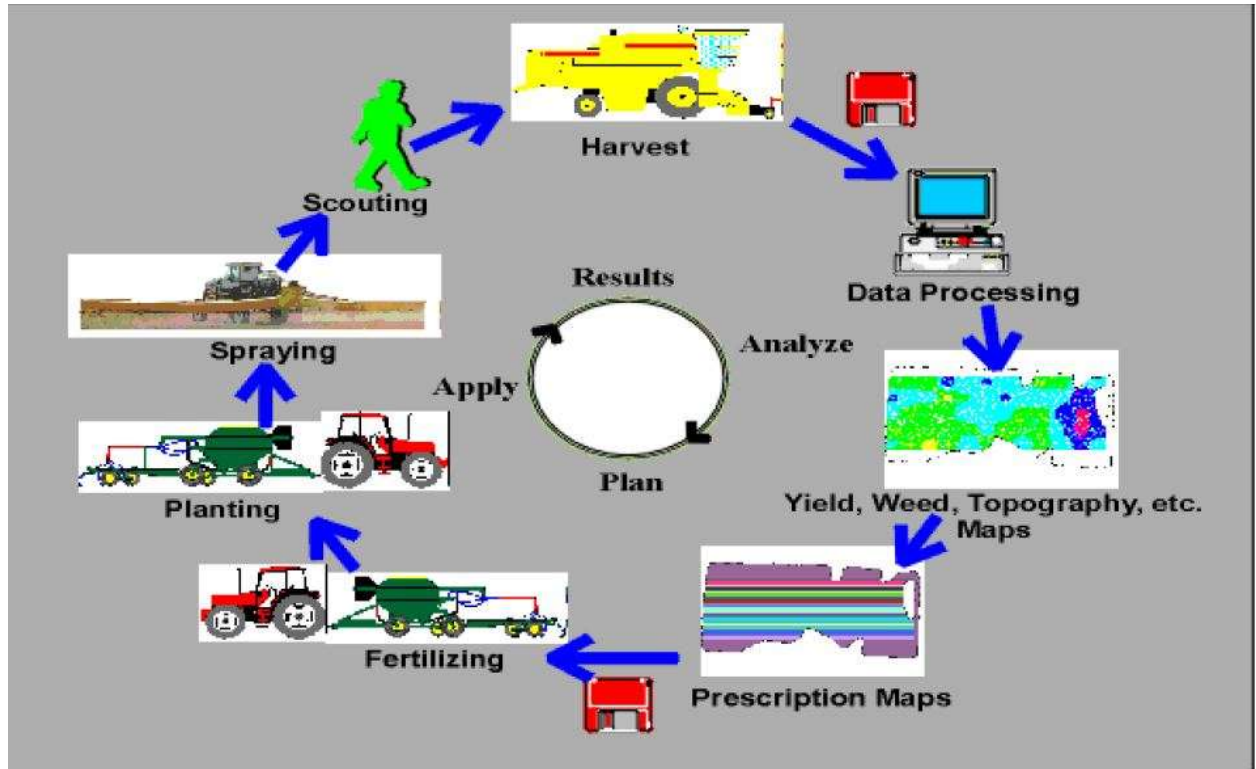 Harvest
Scouting
Results
Data Processing
Spraying
Analyze
Apply
Plan
Planting
Yield, Weed, Topography, etc.
Maps
Fertilizing
Prescription Maps